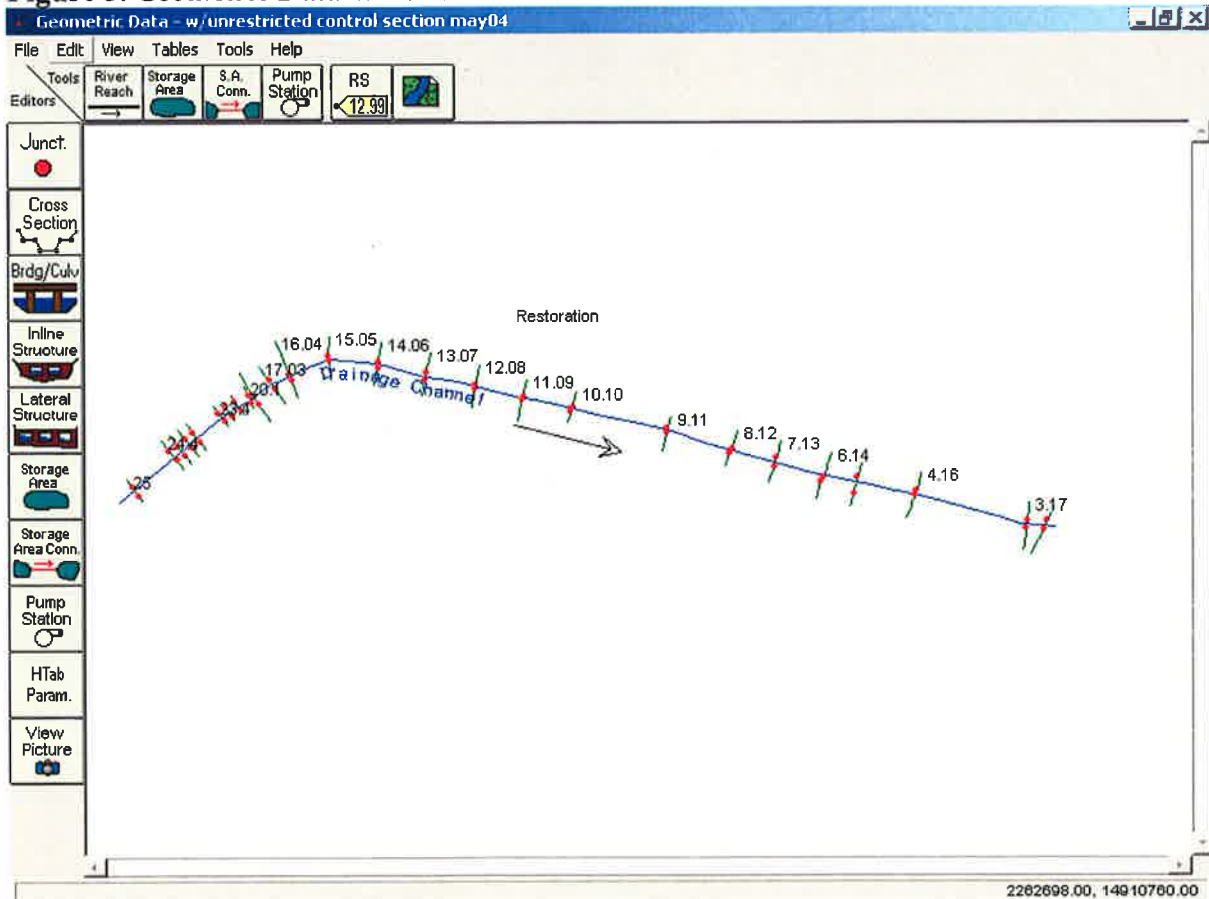 Geometric Data - w/unrestricted control section may04
File Edit View Tables Tools Help
Tools
Editors
River
Reach
Storage
Area
S.A.
Conn.
Pump
Station
RS
12.99
Junct.
Cross
Section
Brdg/Culv
Inline
Structure
Lateral
Structure
Storage
Area
Storage
Area Conn.
Pump
Station
HTab
Param.
View
Picture
Restoration
16.04 15.05 14.06 13.07 12.08 11.09 10.10
17.03
9.11 8.12 7.13 6.14 4.16 3.17
20.1
24.4
25
Channel
2262698.00, 14910760.00